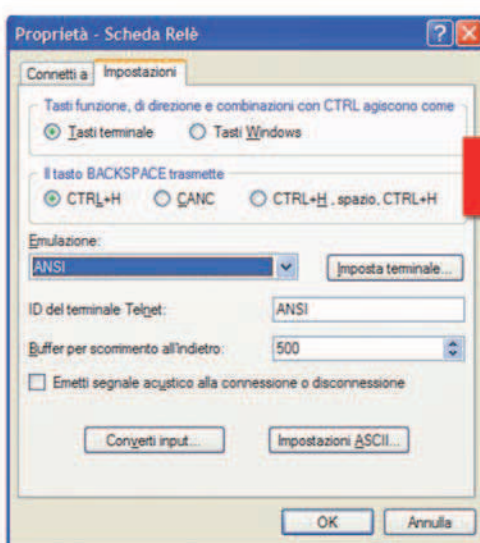 Proprietà - Scheda Relè
Connetti a
Impostazioni
Tasti funzione, di direzione e combinazioni con CTRL agiscono come
Tasti terminale
Tasti Windows
Il tasto BACKSPACE trasmette
CTRL+H
CANC
CTRL+H , spazio, CTRL+H
Emulazione:
ANSI
Imposta terminale...
ID del terminale Telnet:
ANSI
Buffer per scorrimento all'indietro:
500
Emetti segnale acustico alla connessione o disconnessione
Converti input...
Impostazioni ASCII...
OK
Annulla